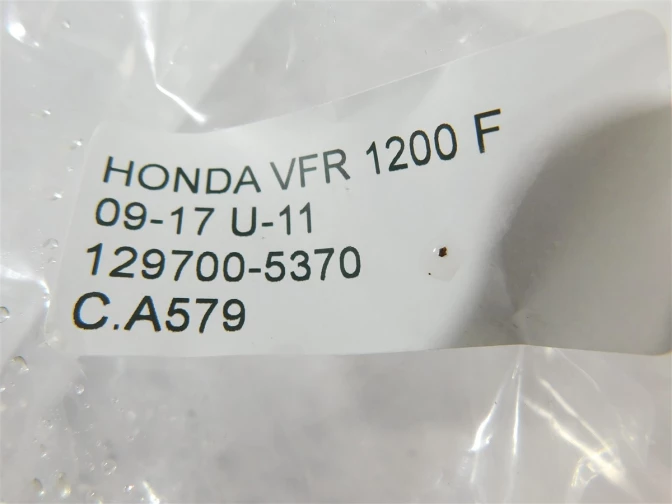 HONDA VFR 1200 F
09-17 U-11
129700-5370
C.A579